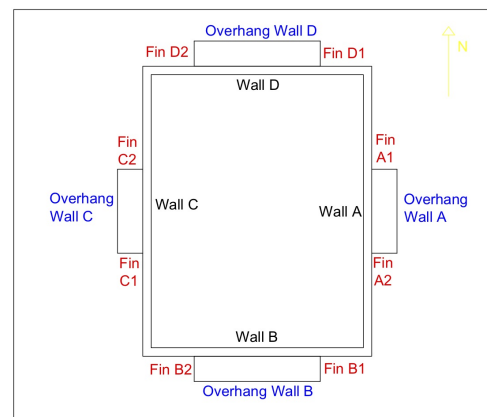 Overhang Wall D
N
Fin D2
Fin D1
Wall D
Fin
C2
Fin
A1
Overhang
Wall C
Wall C
Wall A
Overhang
Wall A
Fin
C1
Fin
A2
Wall B
Fin B2
Fin B1
Overhang Wall B